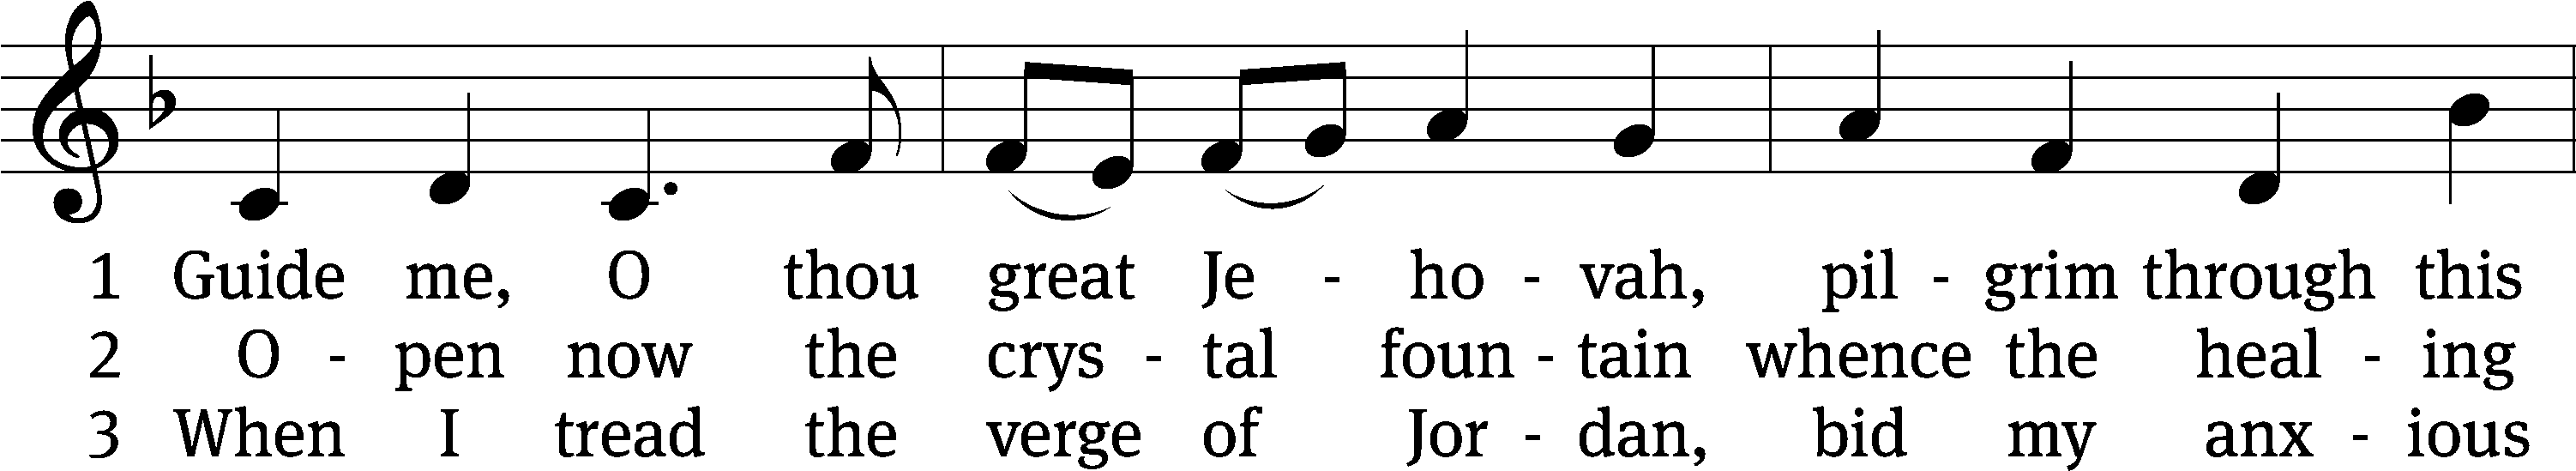 1 Guide me, O thou great Je - ho - vah, pil - grim through this
2 O - pen now the crys - tal foun - tain whence the heal - ing
3 When I tread the verge of Jor - dan, bid my anx - ious